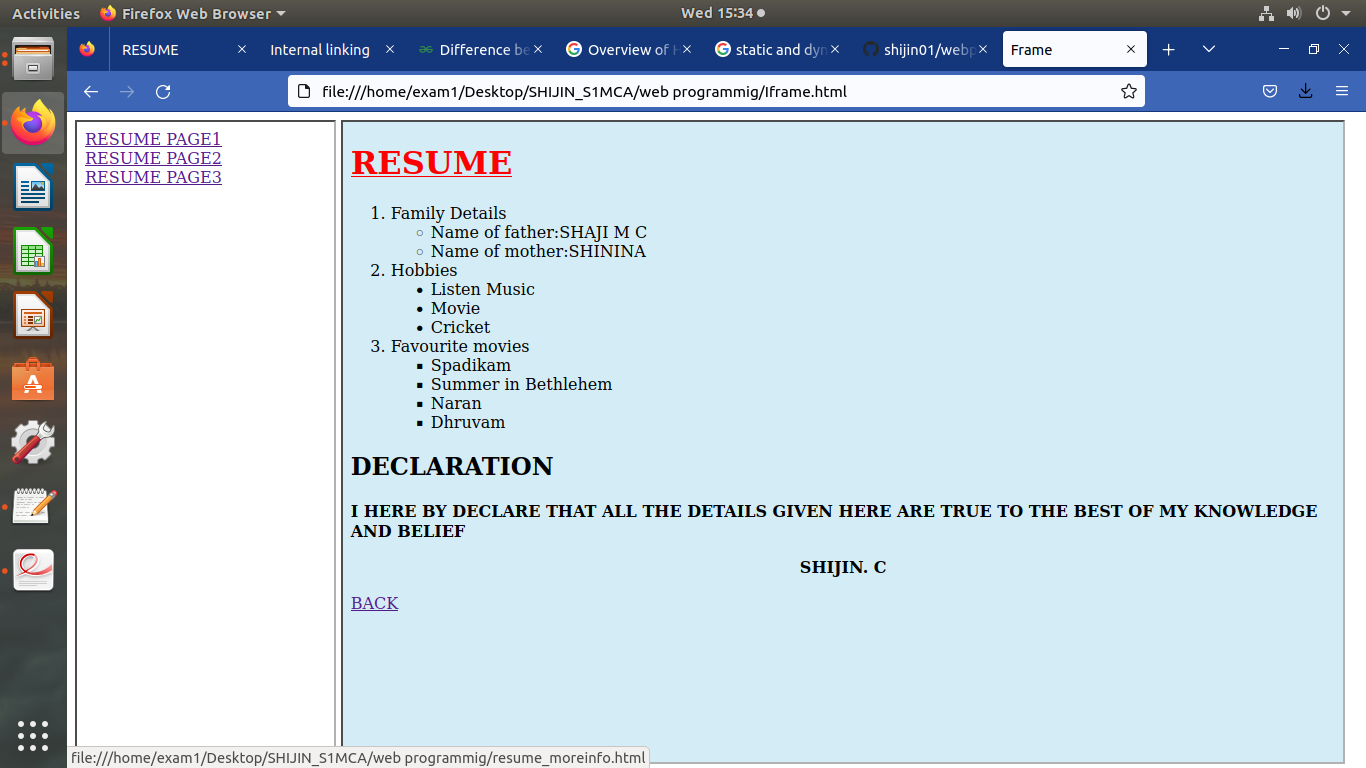 Activities Firefox Web Browser Wed 15:34
RESUME Internal linking Difference be Overview of H static and dyn shijin01/webp Frame
file:///home/exam1/Desktop/SHIJIN_S1MCA/web programmig/Iframe.html
RESUME PAGE1
RESUME PAGE2
RESUME PAGE3
RESUME
1. Family Details
Name of father:SHAJI M C
Name of mother:SHININA
2. Hobbies
Listen Music
Movie
Cricket
3. Favourite movies
Spadikam
Summer in Bethlehem
Naran
Dhruvam
DECLARATION
I HERE BY DECLARE THAT ALL THE DETAILS GIVEN HERE ARE TRUE TO THE BEST OF MY KNOWLEDGE
AND BELIEF
SHIJIN. C
BACK
file:///home/exam1/Desktop/SHIJIN_S1MCA/web programmig/resume_moreinfo.html